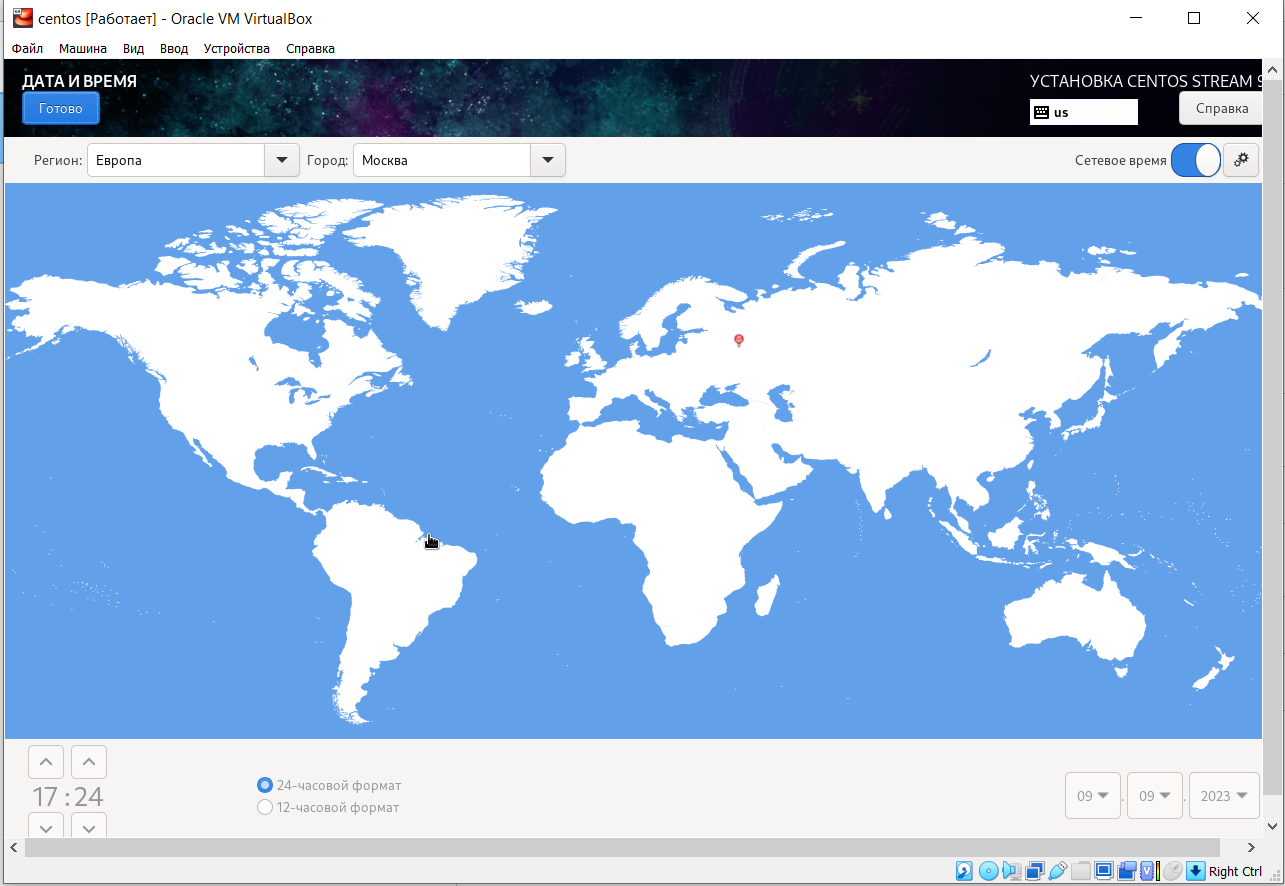 centos [Работает] - Oracle VM VirtualBox
Файл Машина Вид Ввод Устройства Справка
ДАТА И ВРЕМЯ
УСТАНОВКА CENTOS STREAM 9
Готово
us
Справка
Регион: Европа Город: Москва Сетевое время
17 : 24
24-часовой формат
12-часовой формат
09 . 09 . 2023
Right Ctrl